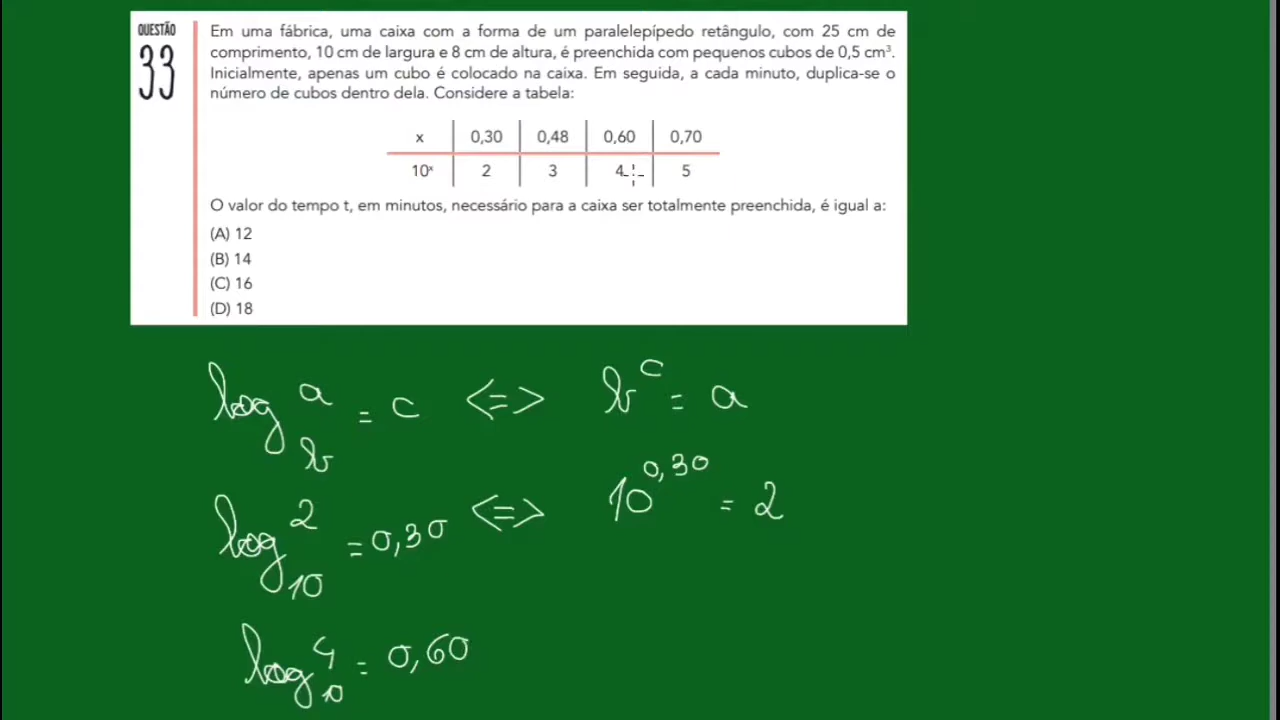 QUESTÃO
33
Em uma fábrica, uma caixa com a forma de um paralelepípedo retângulo, com 25 cm de
comprimento, 10 cm de largura e 8 cm de altura, é preenchida com pequenos cubos de 0,5 cm³.
Inicialmente, apenas um cubo é colocado na caixa. Em seguida, a cada minuto, duplica-se o
número de cubos dentro dela. Considere a tabela:
x 0,30 0,48 0,60 0,70
10ˣ 2 3 4 5
O valor do tempo t, em minutos, necessário para a caixa ser totalmente preenchida, é igual a:
(A) 12
(B) 14
(C) 16
(D) 18
log_b a = c <=> b^c = a
log_10 2 = 0,30 <=> 10^0,30 = 2
log_10 4 = 0,60